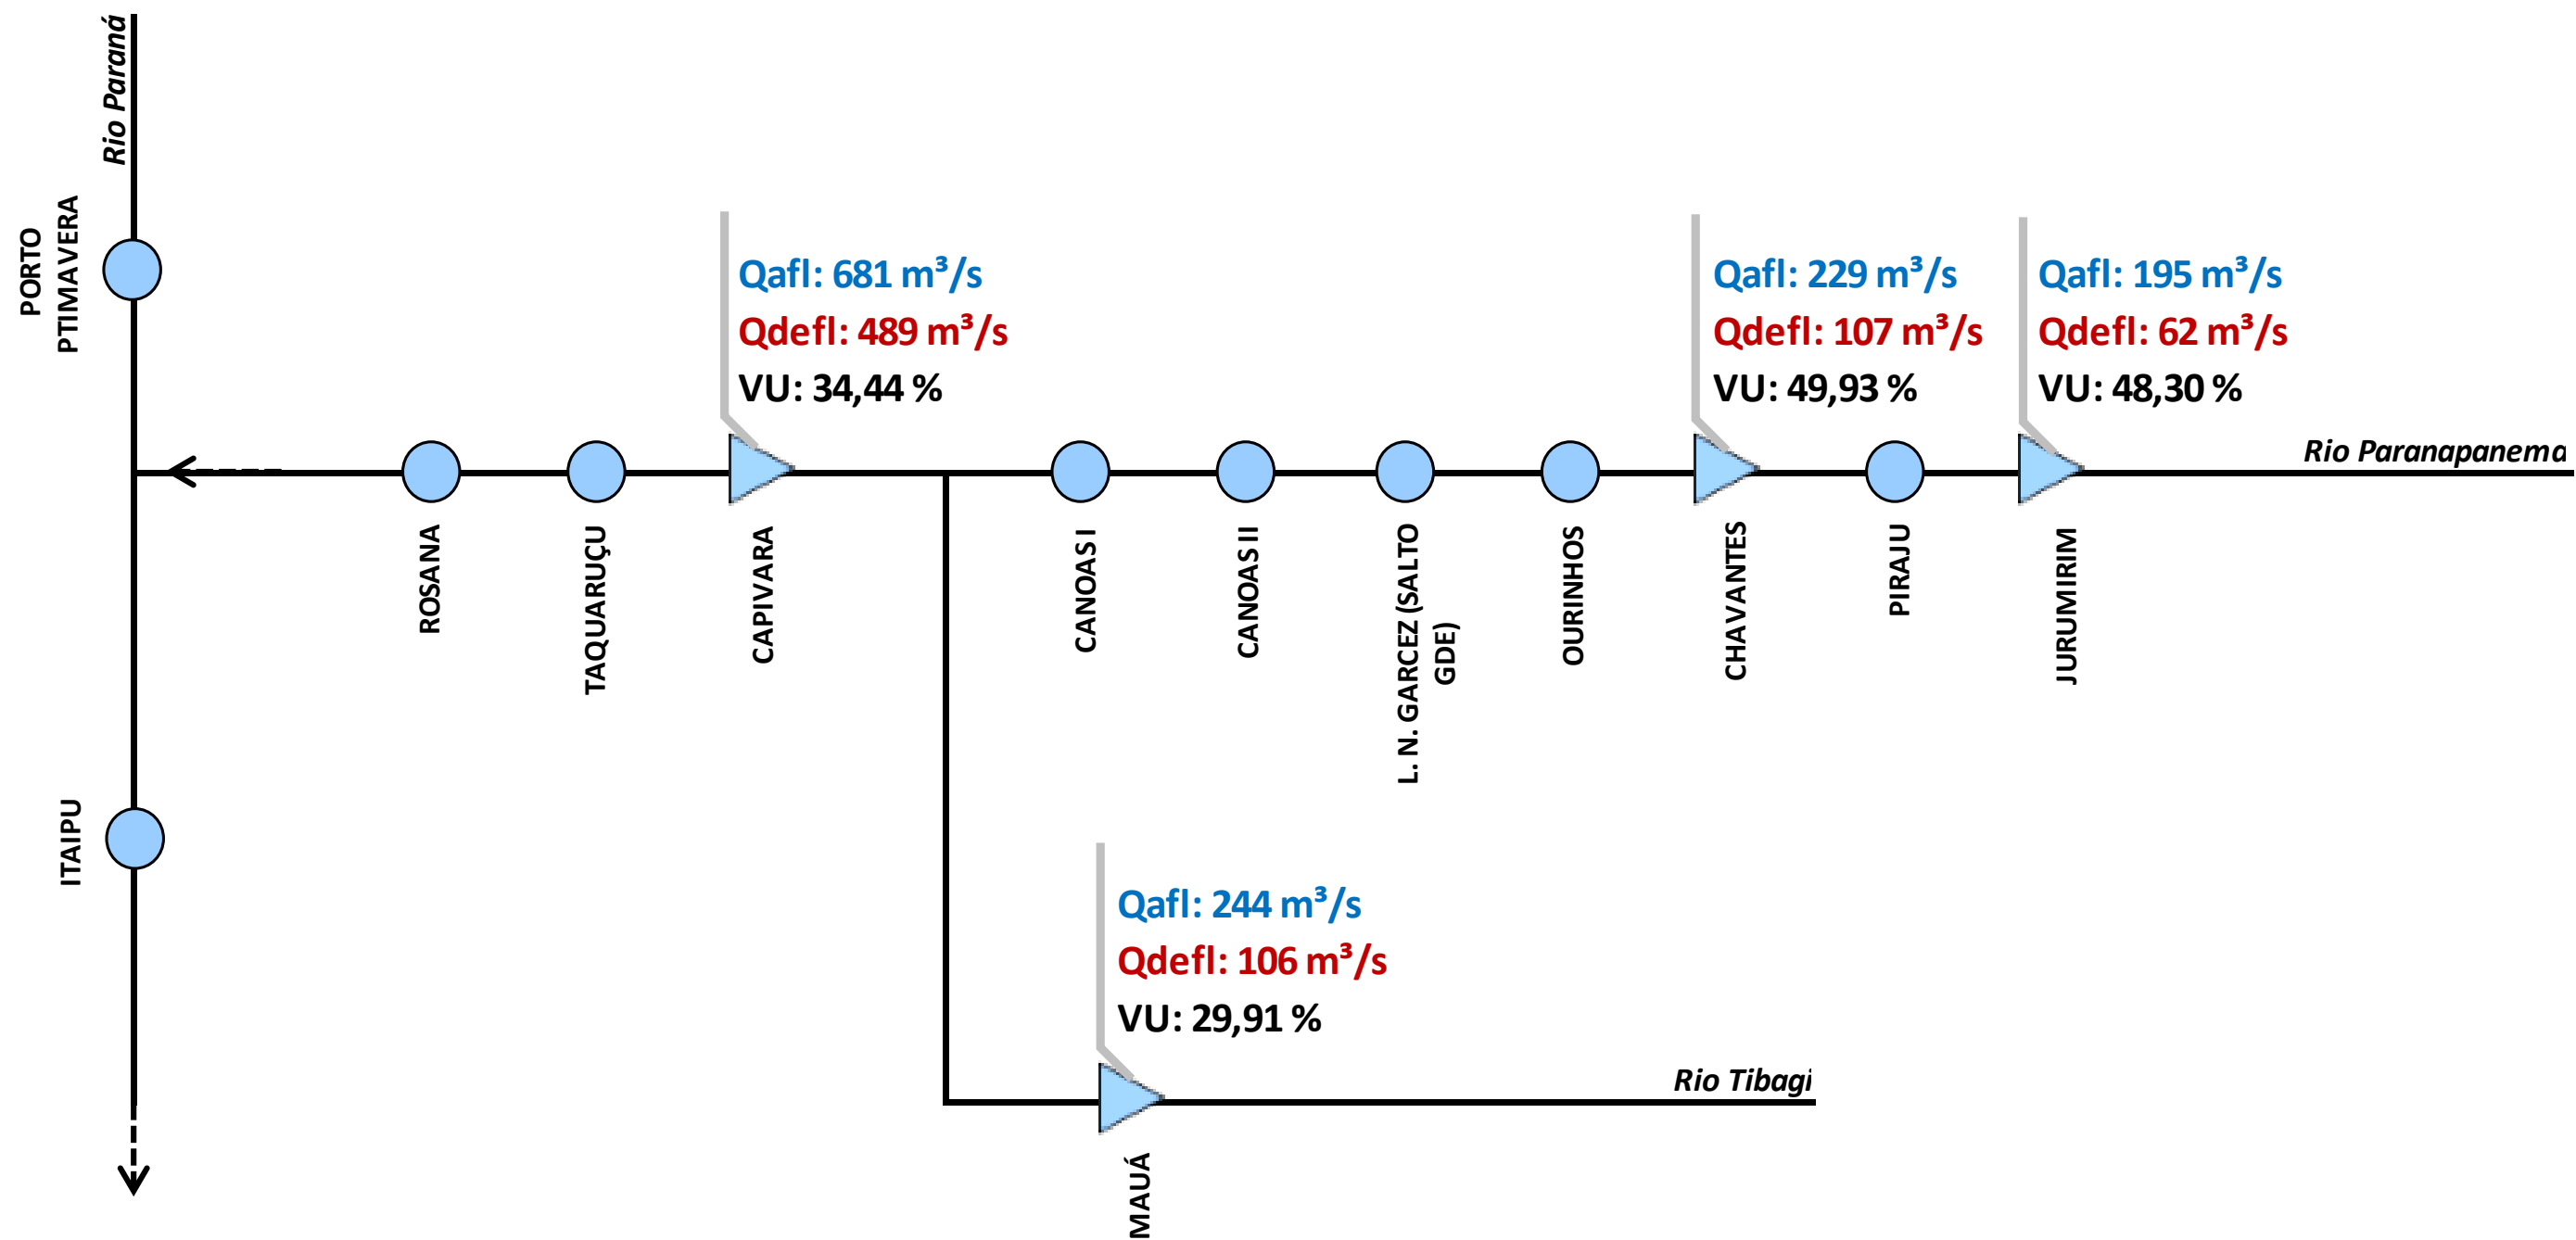 Rio Paraná
PORTO
PTIMAVERA
Qafl: 681 m³/s
Qdefl: 489 m³/s
VU: 34,44 %
Qafl: 229 m³/s
Qdefl: 107 m³/s
VU: 49,93 %
Qafl: 195 m³/s
Qdefl: 62 m³/s
VU: 48,30 %
Rio Paranapanema
ROSANA
TAQUARUÇU
CAPIVARA
CANOAS I
CANOAS II
L. N. GARCEZ (SALTO
GDE)
OURINHOS
CHAVANTES
PIRAJU
JURUMIRIM
ITAIPU
Qafl: 244 m³/s
Qdefl: 106 m³/s
VU: 29,91 %
Rio Tibagi
MAUÁ